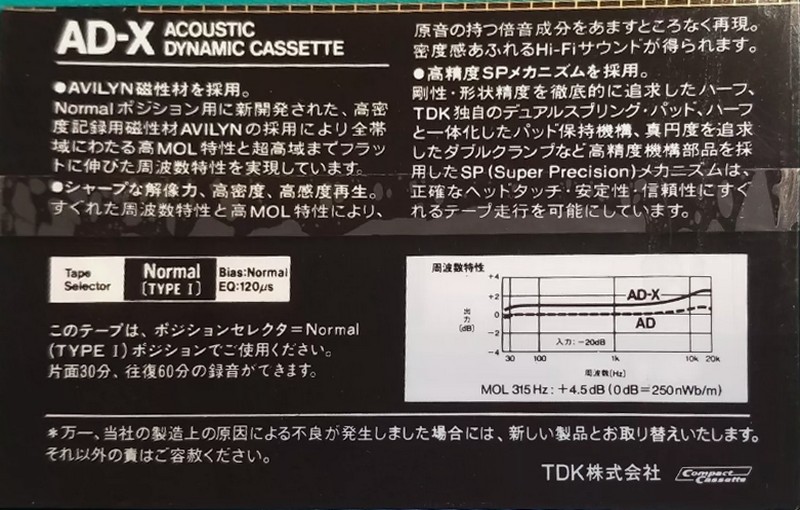 AD-X ACOUSTIC
DYNAMIC CASSETTE
●AVILYN磁性材を採用。
Normalポジション用に新開発された、高密
度記録用磁性材AVILYNの採用により全帯
域にわたる高MOL特性と超高域までフラッ
トに伸びた周波数特性を実現しています。
●シャープな解像力、高密度、高感度再生。
すぐれた周波数特性と高MOL特性により、
原音の持つ倍音成分をあますところなく再現。
密度感あふれるHi-Fiサウンドが得られます。
●高精度SPメカニズムを採用。
剛性・形状精度を徹底的に追求したハーフ、
TDK独自のデュアルスプリング・パッド、ハーフ
と一体化したパッド保持機構、真円度を追求
したダブルクランプなど高精度機構部品を採
用したSP(Super Precision)メカニズムは、
正確なヘッドタッチ・安定性・信頼性にすぐ
れるテープ走行を可能にしています。
Tape
Selector
Normal
(TYPE I)
Bias:Normal
EQ:120μs
このテープは、ポジションセレクタ=Normal
(TYPE I)ポジションでご使用ください。
片面30分、往復60分の録音ができます。
周波数特性
+4
+2
0
-2
-4
出力
(dB)
AD-X
AD
入力:-20dB
30 100 1k 10k 20k
周波数(Hz)
MOL 315Hz:+4.5dB(0dB=250nWb/m)
*万一、当社の製造上の原因による不良が発生しました場合には、新しい製品とお取り替えいたします。
それ以外の責はご容赦ください。
TDK株式会社 Compact
Cassette